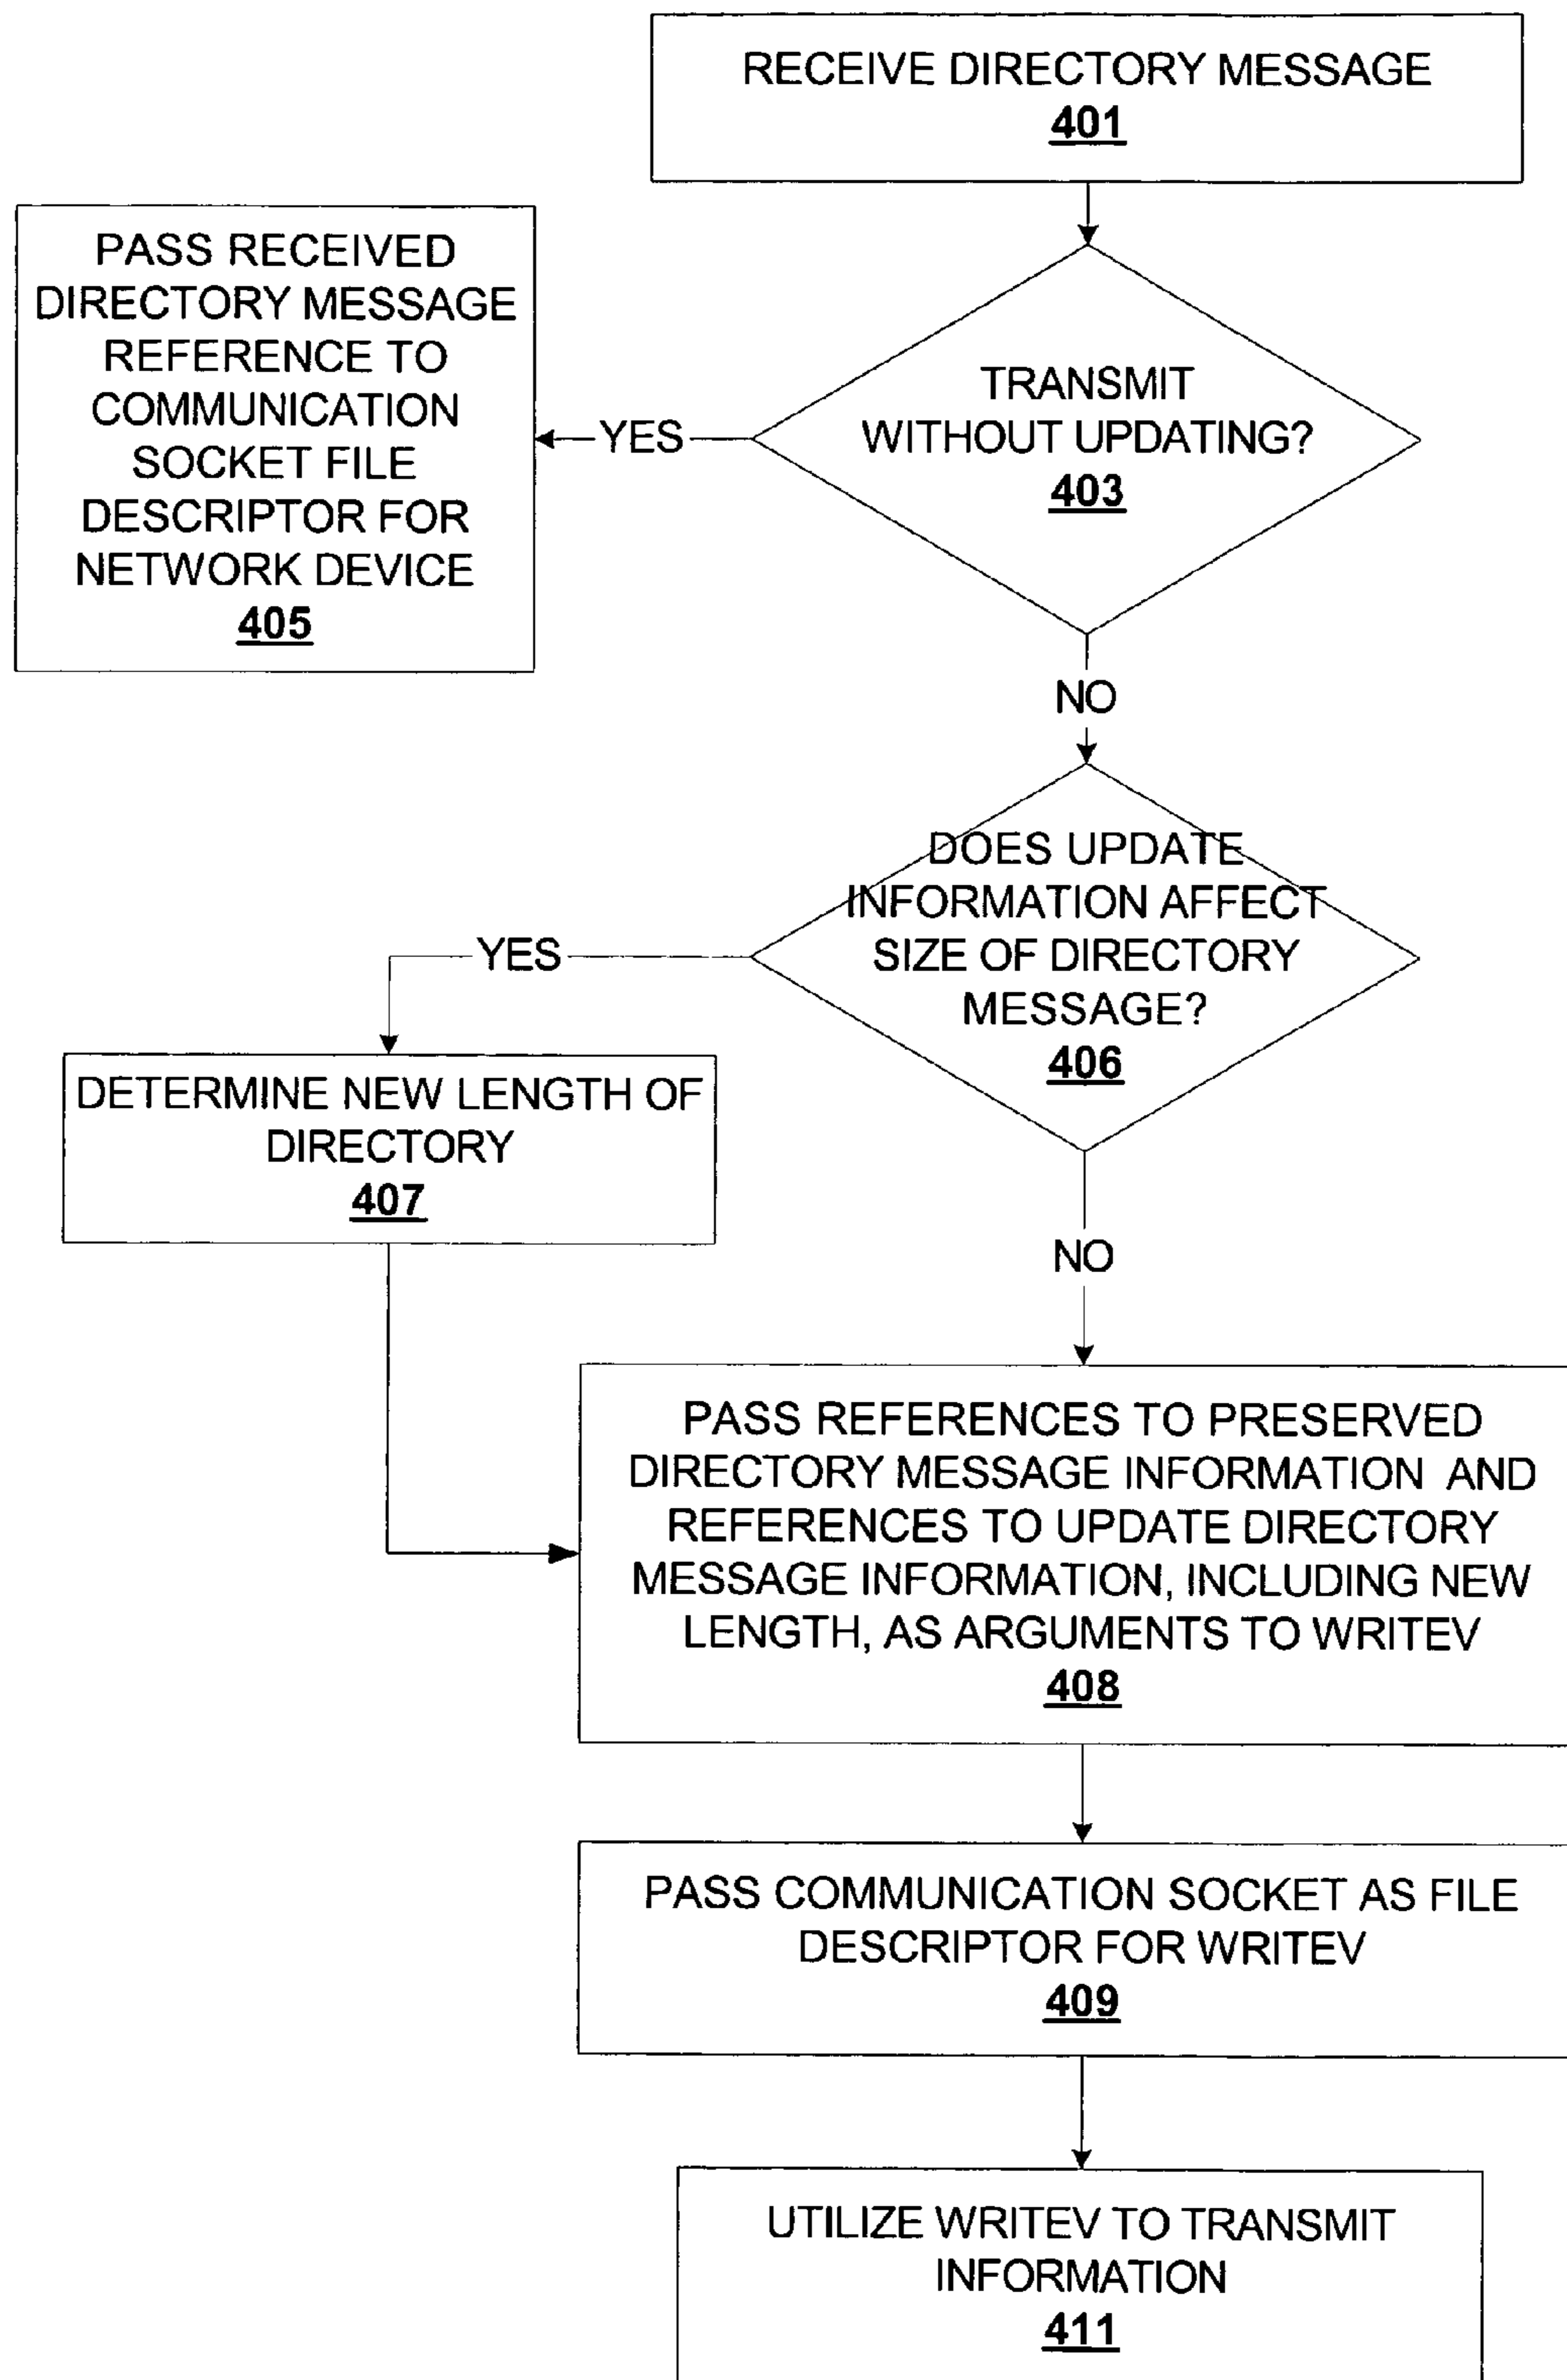 RECEIVE DIRECTORY MESSAGE
401
PASS RECEIVED
DIRECTORY MESSAGE
REFERENCE TO
COMMUNICATION
SOCKET FILE
DESCRIPTOR FOR
NETWORK DEVICE
405
TRANSMIT
WITHOUT UPDATING?
403
YES
NO
DOES UPDATE
INFORMATION AFFECT
SIZE OF DIRECTORY
MESSAGE?
406
YES
DETERMINE NEW LENGTH OF
DIRECTORY
407
NO
PASS REFERENCES TO PRESERVED
DIRECTORY MESSAGE INFORMATION AND
REFERENCES TO UPDATE DIRECTORY
MESSAGE INFORMATION, INCLUDING NEW
LENGTH, AS ARGUMENTS TO WRITEV
408
PASS COMMUNICATION SOCKET AS FILE
DESCRIPTOR FOR WRITEV
409
UTILIZE WRITEV TO TRANSMIT
INFORMATION
411